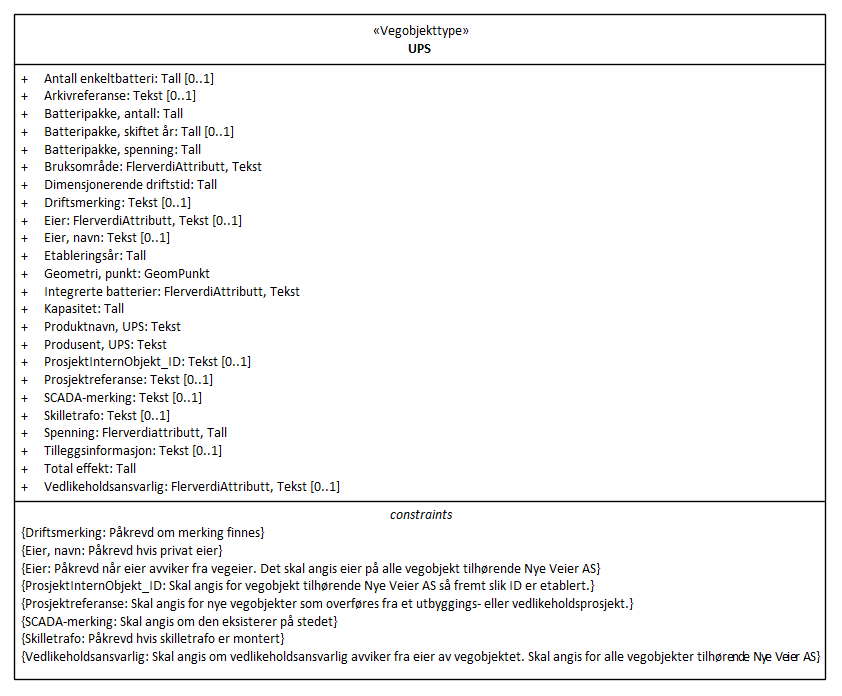 «Vegobjekttype»
UPS
+ Antall enkeltbatteri: Tall [0..1]
+ Arkivreferanse: Tekst [0..1]
+ Batteripakke, antall: Tall
+ Batteripakke, skiftet år: Tall [0..1]
+ Batteripakke, spenning: Tall
+ Bruksområde: FlerverdiAttributt, Tekst
+ Dimensjonerende driftstid: Tall
+ Driftsmerking: Tekst [0..1]
+ Eier: FlerverdiAttributt, Tekst [0..1]
+ Eier, navn: Tekst [0..1]
+ Etableringsår: Tall
+ Geometri, punkt: GeomPunkt
+ Integrerte batterier: FlerverdiAttributt, Tekst
+ Kapasitet: Tall
+ Produktnavn, UPS: Tekst
+ Produsent, UPS: Tekst
+ ProsjektInternObjekt_ID: Tekst [0..1]
+ Prosjektreferanse: Tekst [0..1]
+ SCADA-merking: Tekst [0..1]
+ Skilletrafo: Tekst [0..1]
+ Spenning: Flerverdiattributt, Tall
+ Tilleggsinformasjon: Tekst [0..1]
+ Total effekt: Tall
+ Vedlikeholdsansvarlig: FlerverdiAttributt, Tekst [0..1]
constraints
{Driftsmerking: Påkrevd om merking finnes}
{Eier, navn: Påkrevd hvis privat eier}
{Eier: Påkrevd når eier avviker fra vegeier. Det skal angis eier på alle vegobjekt tilhørende Nye Veier AS}
{ProsjektInternObjekt_ID: Skal angis for vegobjekt tilhørende Nye Veier AS så fremt slik ID er etablert.}
{Prosjektreferanse: Skal angis for nye vegobjekter som overføres fra et utbyggings- eller vedlikeholdsprosjekt.}
{SCADA-merking: Skal angis om den eksisterer på stedet}
{Skilletrafo: Påkrevd hvis skilletrafo er montert}
{Vedlikeholdsansvarlig: Skal angis om vedlikeholdsansvarlig avviker fra eier av vegobjektet. Skal angis for alle vegobjekter tilhørende Nye Veier AS}